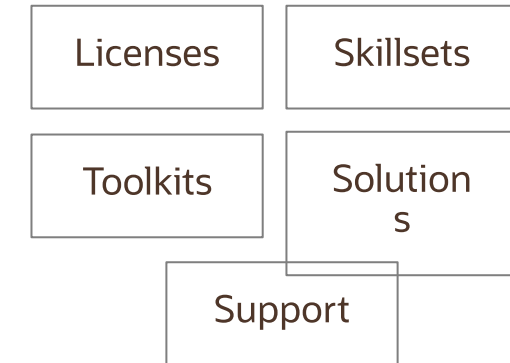 Licenses
Skillsets
Toolkits
Solution
s
Support